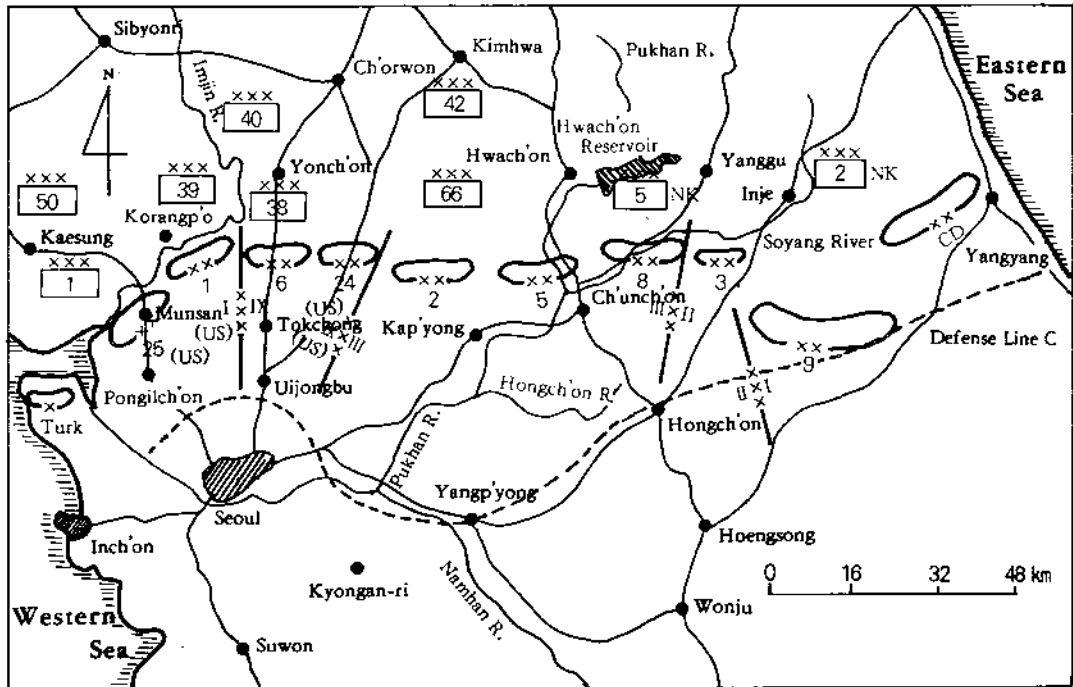 Sibyonri
Kimhwa
Pukhan R.
Eastern
Sea
N
Imjin R.
Ch'orwon
× × ×
42
× × ×
40
Hwach'on
Reservoir
Yonch'on
Hwach'on
Yanggu
× × ×
2 NK
× × ×
39
× × ×
50
× × ×
38
× × ×
66
5 NK
Inje
Korangp'o
Kaesung
Soyang River
× ×
CD
Yangyang
× × ×
1
× ×
1
× ×
6
× ×
24
(US)
× ×
2
× ×
5
× ×
8
× ×
3
Ch'unch'on
Munsan
I × × × IX
(US)
Tokchong
(US)
× × × III
III × × × II
Kap'yong
Defense Line C
25 (US)
× ×
9
Pongilch'on
Uijongbu
Hongch'on R.
II × × × I
×
Turk
Hongch'on
Pukhan R.
Yangp'yong
Seoul
Inch'on
Hoengsong
Kyongan-ri
0 16 32 48 km
Namhan R.
Western
Sea
Wonju
Suwon